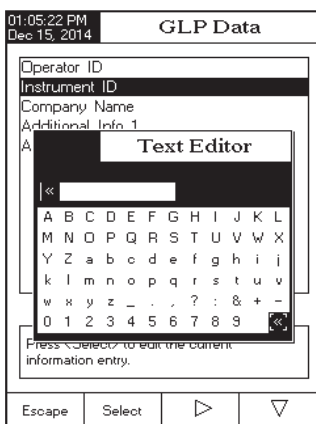 01:05:22 PM
Dec 15, 2014
GLP Data
Operator ID
Instrument ID
Company Name
Additional Info 1
A
Text Editor
«
A B C D E F G H I J K L
M N O P Q R S T U V W X
Y Z a b c d e f g h i j
k l m n o p q r s t u v
w x y z _ . , ? : & + -
0 1 2 3 4 5 6 7 8 9 «
Press <Select> to edit the current
information entry.
Escape Select